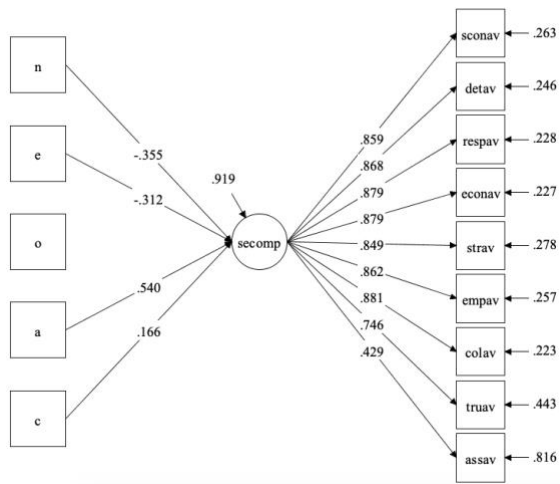 n
e
o
a
c
-.355
-.312
.540
.166
.919
secomp
.859
.868
.879
.879
.849
.862
.881
.746
.429
sconav
.263
detav
.246
respav
.228
econav
.227
strav
.278
empav
.257
colav
.223
truav
.443
assav
.816